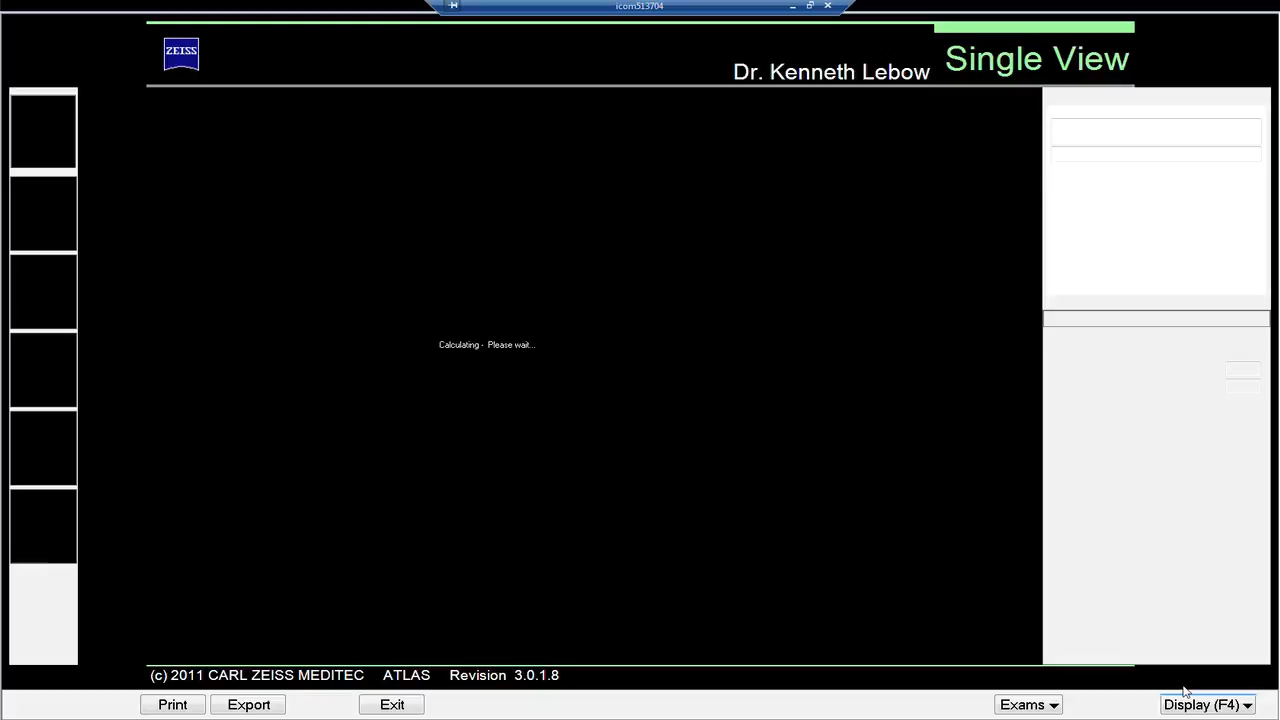 icom513704
ZEISS
Dr. Kenneth Lebow
Single View
Calculating - Please wait...
(c) 2011 CARL ZEISS MEDITEC ATLAS Revision 3.0.1.8
Print
Export
Exit
Exams
Display (F4)